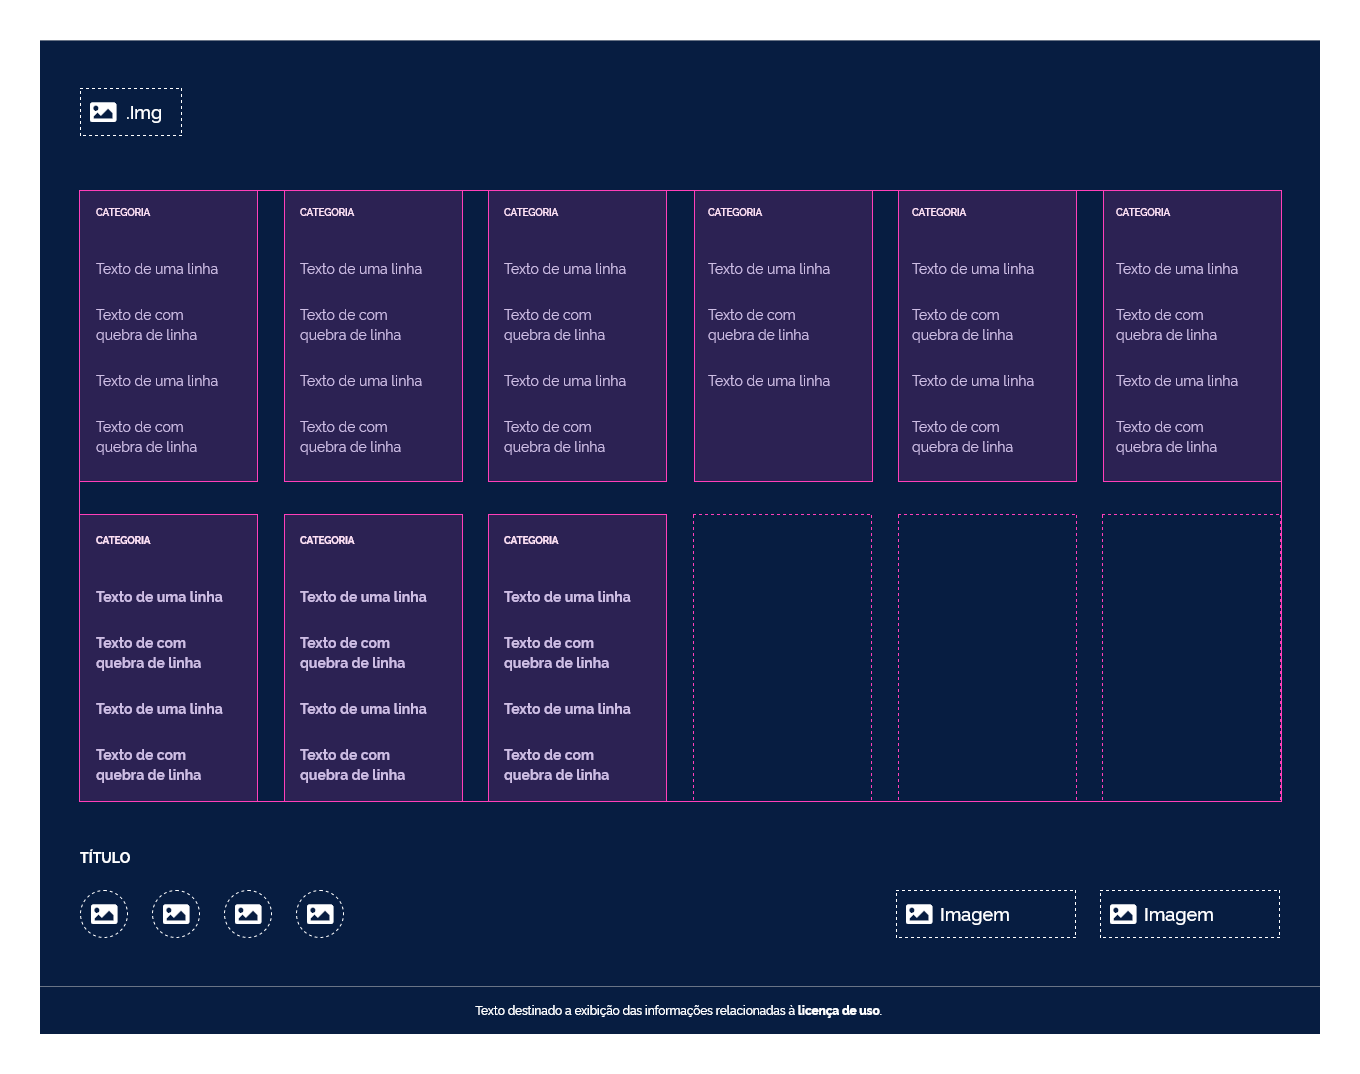 .Img
CATEGORIA
Texto de uma linha
Texto de com
quebra de linha
Texto de uma linha
Texto de com
quebra de linha
CATEGORIA
Texto de uma linha
Texto de com
quebra de linha
Texto de uma linha
Texto de com
quebra de linha
CATEGORIA
Texto de uma linha
Texto de com
quebra de linha
Texto de uma linha
Texto de com
quebra de linha
CATEGORIA
Texto de uma linha
Texto de com
quebra de linha
Texto de uma linha
CATEGORIA
Texto de uma linha
Texto de com
quebra de linha
Texto de uma linha
Texto de com
quebra de linha
CATEGORIA
Texto de uma linha
Texto de com
quebra de linha
Texto de uma linha
Texto de com
quebra de linha
CATEGORIA
Texto de uma linha
Texto de com
quebra de linha
Texto de uma linha
Texto de com
quebra de linha
CATEGORIA
Texto de uma linha
Texto de com
quebra de linha
Texto de uma linha
Texto de com
quebra de linha
CATEGORIA
Texto de uma linha
Texto de com
quebra de linha
Texto de uma linha
Texto de com
quebra de linha
TÍTULO
Imagem
Imagem
Texto destinado a exibição das informações relacionadas à licença de uso.